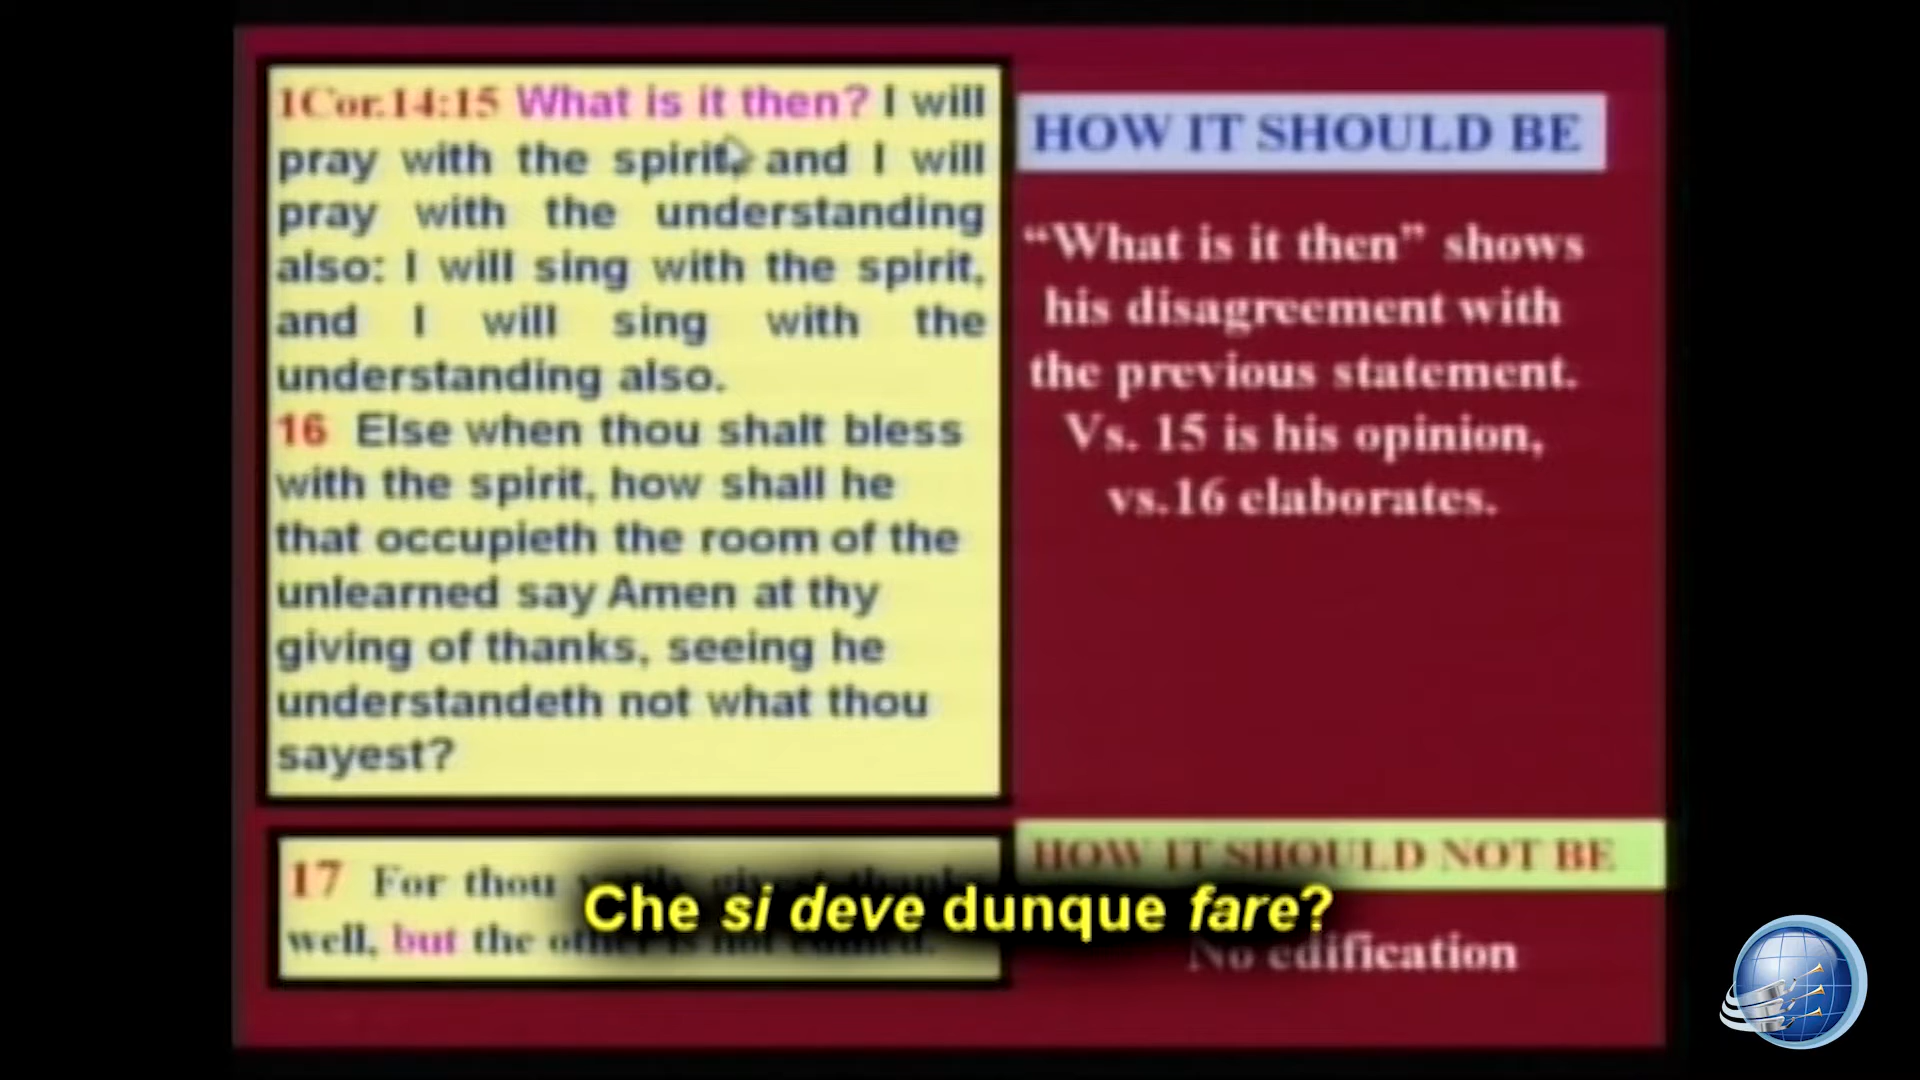 1Cor.14:15 What is it then? I will
pray with the spirit, and I will
pray with the understanding
also: I will sing with the spirit,
and I will sing with the
understanding also.
16 Else when thou shalt bless
with the spirit, how shall he
that occupieth the room of the
unlearned say Amen at thy
giving of thanks, seeing he
understandeth not what thou
sayest?
HOW IT SHOULD BE
“What is it then” shows
his disagreement with
the previous statement.
Vs. 15 is his opinion,
vs.16 elaborates.
17 For thou
well, but the other is not edified.
HOW IT SHOULD NOT BE
No edification
Che si deve dunque fare?